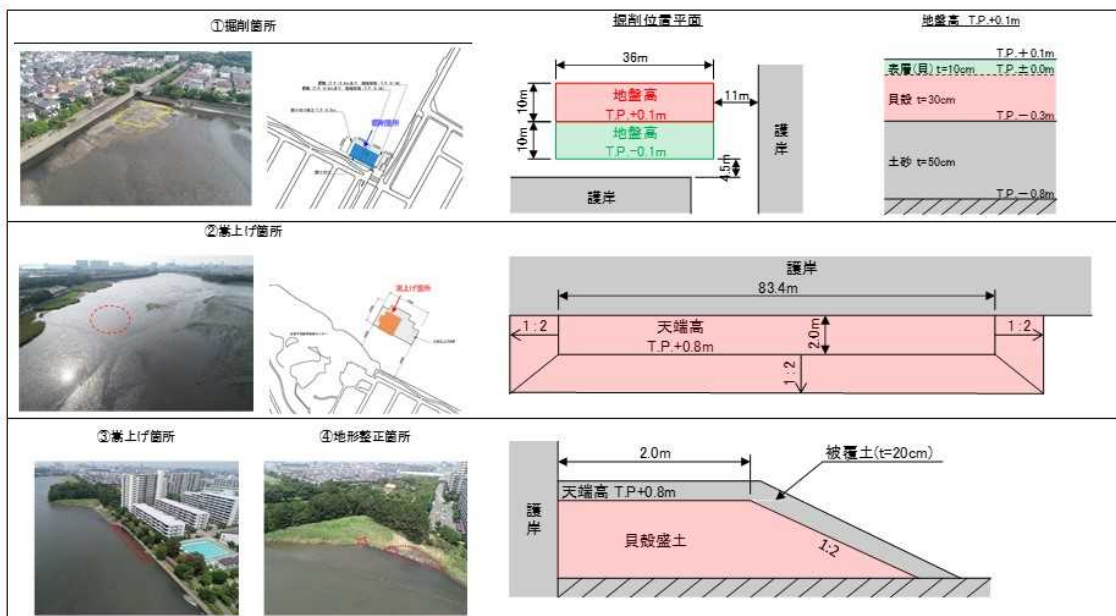 ①掘削箇所
掘削箇所
掘削位置平面
36m
10m
地盤高
T.P.+0.1m
11m
10m
地盤高
T.P.-0.1m
4.5m
護岸
護岸
地盤高 T.P.+0.1m
T.P.+0.1m
表層(貝) t=10cm
T.P.±0.0m
貝殻 t=30cm
T.P.-0.3m
土砂 t=50cm
T.P.-0.8m
②嵩上げ箇所
嵩上げ箇所
護岸
83.4m
1:2
天端高
T.P.+0.8m
2.0m
1:2
1:2
③嵩上げ箇所
④地形整正箇所
2.0m
被覆土(t=20cm)
護岸
天端高 T.P+0.8m
貝殻盛土
1:2